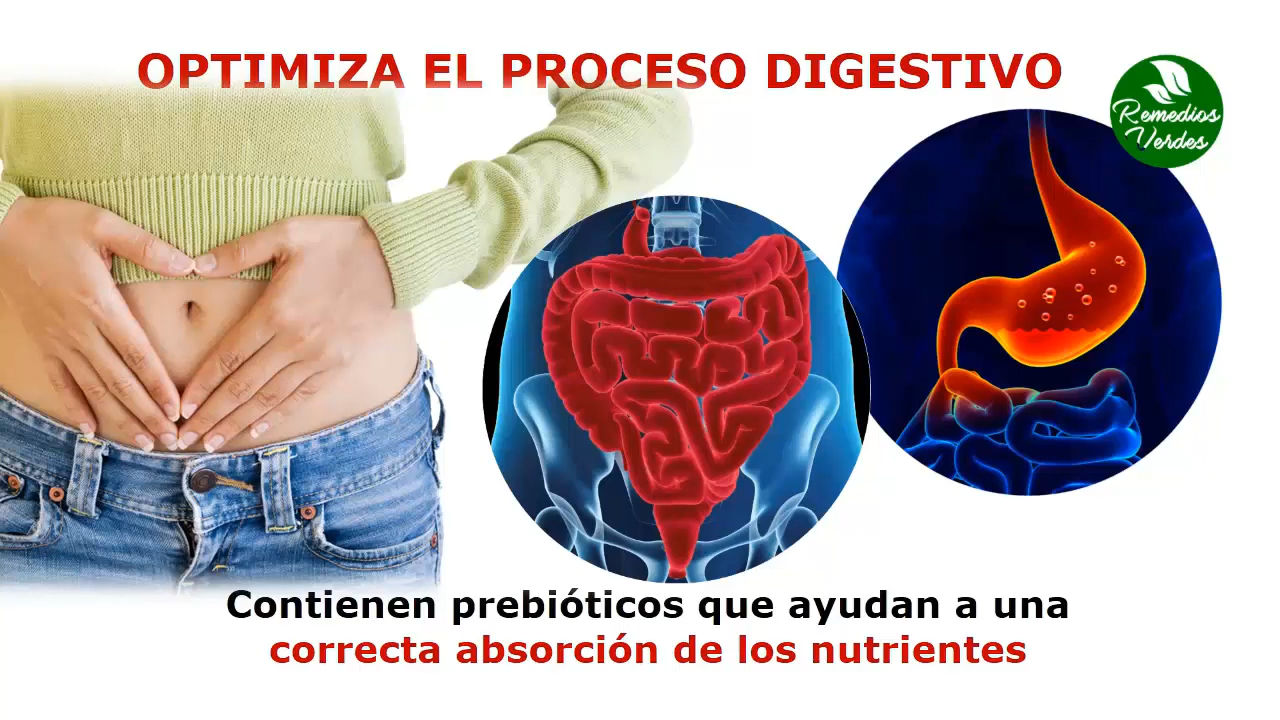 OPTIMIZA EL PROCESO DIGESTIVO
Remedios
Verdes
Contienen prebióticos que ayudan a una
correcta absorción de los nutrientes